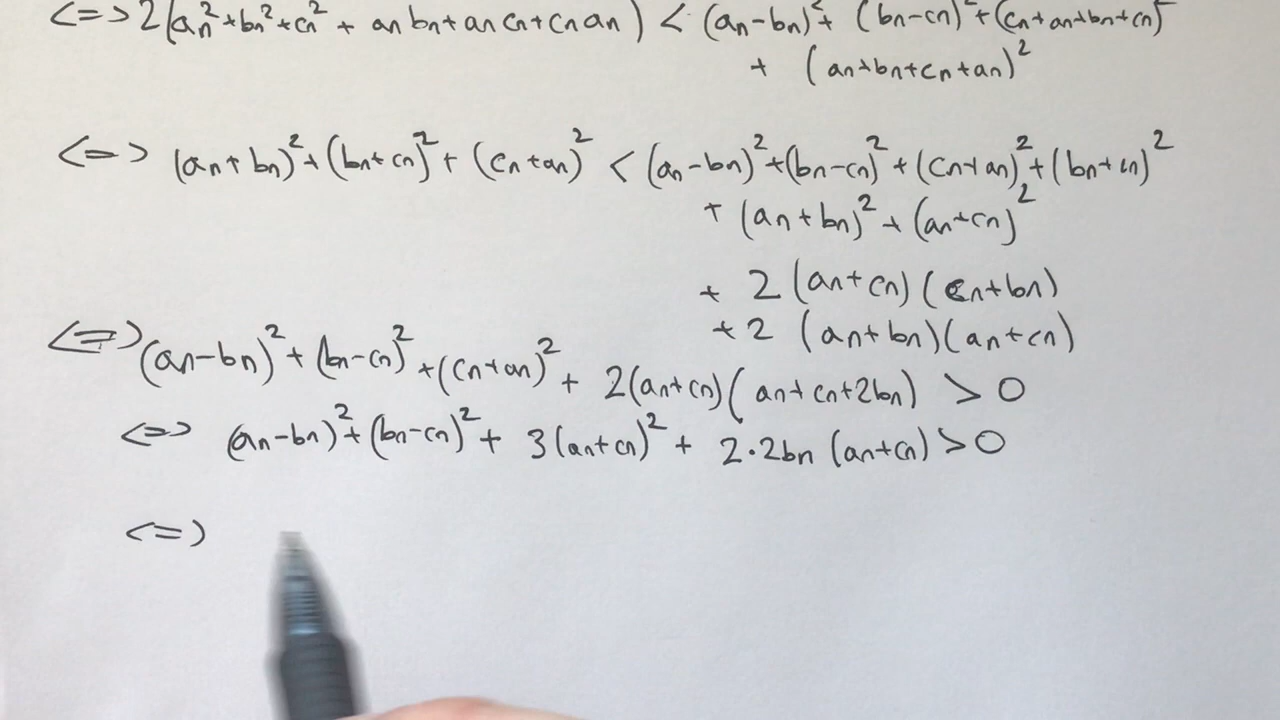 <=> 2(an²+bn²+cn² + an bn+an cn+cn an) < (an-bn)²+ (bn-cn)²+(cn+an+bn+cn)²
+ (an+bn+cn+an)²
<=> (an+bn)²+(bn+cn)²+(cn+an)² < (an-bn)²+(bn-cn)²+(cn+an)²+(bn+cn)²
+ (an+bn)²+(an+cn)²
+ 2(an+cn)(cn+bn)
+2 (an+bn)(an+cn)
<=> (an-bn)²+(bn-cn)²+(cn+an)²+ 2(an+cn)(an+cn+2bn) > 0
<=> (an-bn)²+(bn-cn)²+ 3(an+cn)²+ 2·2bn (an+cn) >0
<=>